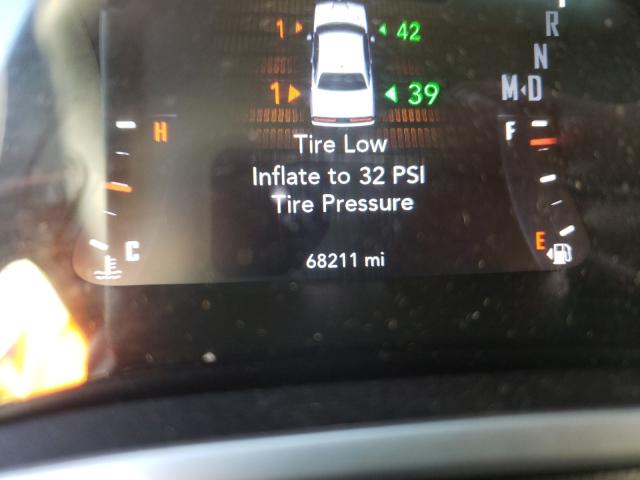 1 42
R
N
1 39
M D
H
F
Tire Low
Inflate to 32 PSI
Tire Pressure
C
E
68211 mi